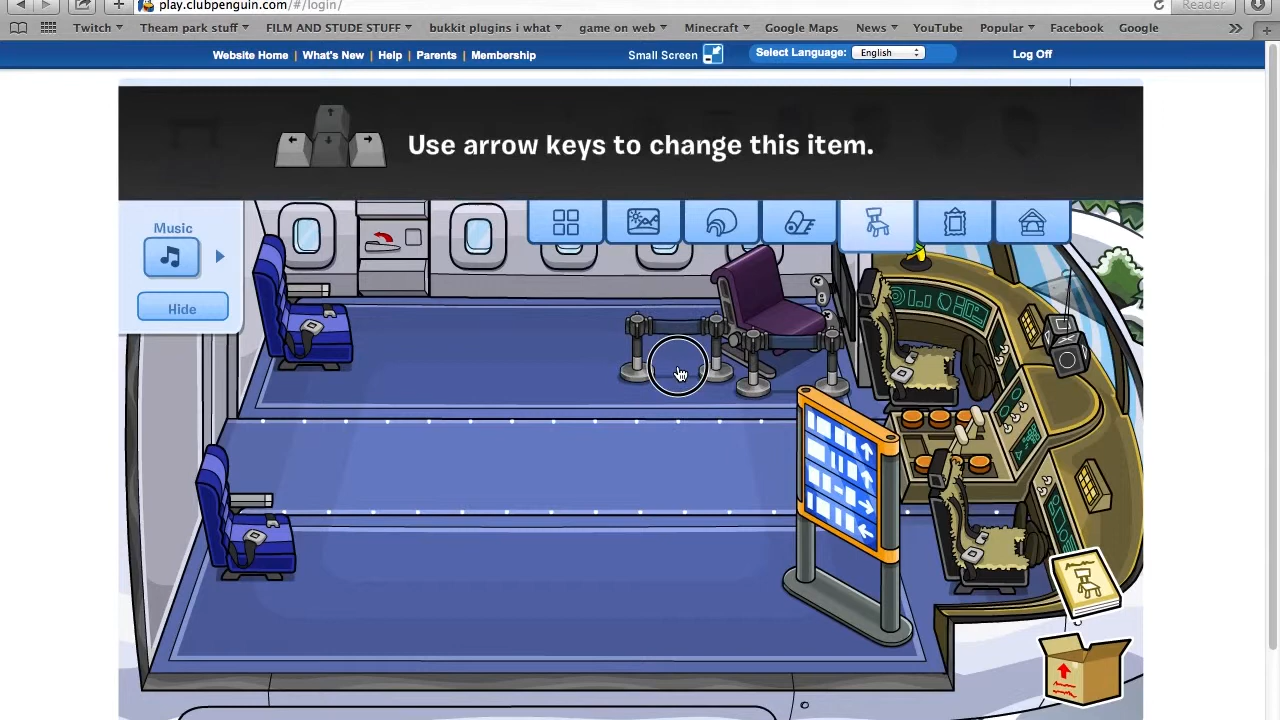 play.clubpenguin.com/#/login/
Reader
Twitch
Theam park stuff
FILM AND STUDE STUFF
bukkit plugins i what
game on web
Minecraft
Google Maps
News
YouTube
Popular
Facebook
Google
Website Home | What's New | Help | Parents | Membership
Small Screen
Select Language: English
Log Off
Use arrow keys to change this item.
Music
Hide